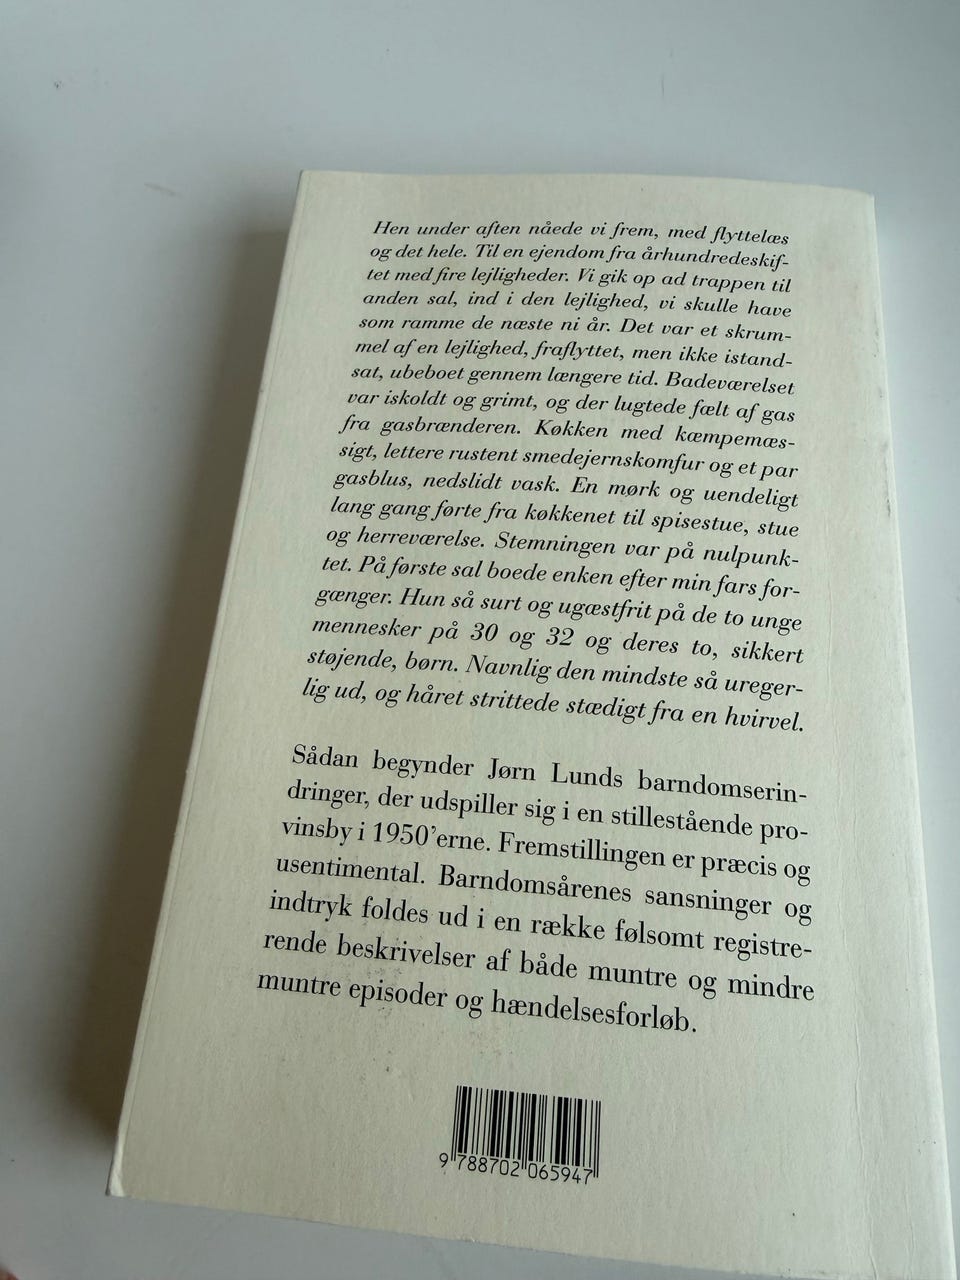 Hen under aften nåede vi frem, med flyttelæs
og det hele. Til en ejendom fra århundredeskif-
tet med fire lejligheder. Vi gik op ad trappen til
anden sal, ind i den lejlighed, vi skulle have
som ramme de næste ni år. Det var et skrum-
mel af en lejlighed, fraflyttet, men ikke istand-
sat, ubeboet gennem længere tid. Badeværelset
var iskoldt og grimt, og der lugtede fælt af gas
fra gasbrænderen. Køkken med kæmpemæs-
sigt, lettere rustent smedejernskomfur og et par
gasblus, nedslidt vask. En mørk og uendeligt
lang gang førte fra køkkenet til spisestue, stue
og herreværelse. Stemningen var på nulpunk-
tet. På første sal boede enken efter min fars for-
gænger. Hun så surt og ugæstfrit på de to unge
mennesker på 30 og 32 og deres to, sikkert
støjende, børn. Navnlig den mindste så ureger-
lig ud, og håret strittede stædigt fra en hvirvel.
Sådan begynder Jørn Lunds barndomserin-
dringer, der udspiller sig i en stillestående pro-
vinsby i 1950'erne. Fremstillingen er præcis og
usentimental. Barndomsårenes sansninger og
indtryk foldes ud i en række følsomt registre-
rende beskrivelser af både muntre og mindre
muntre episoder og hændelsesforløb.
9 788702 065947